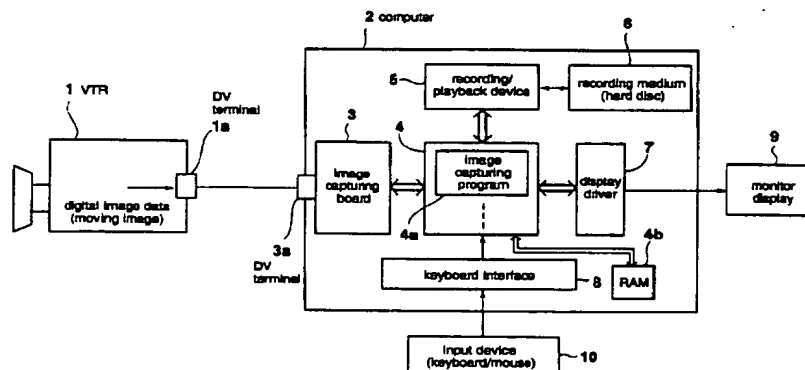 2 computer
6
recording medium
(hard disc)
5
recording/
playback device
1 VTR
DV
terminal
1a
3
image
capturing
board
4
image
capturing
program
4a
7
display
driver
9
monitor
display
digital image data
(moving image)
3a
DV
terminal
4b
RAM
keyboard interface
8
input device
(keyboard/mouse)
10